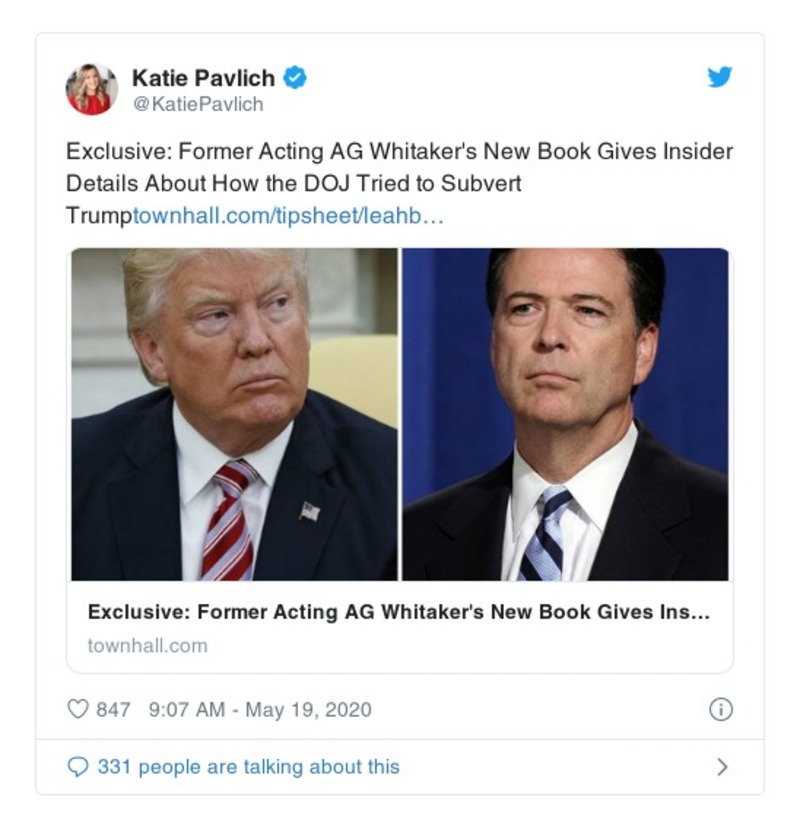 Katie Pavlich
@KatiePavlich
Exclusive: Former Acting AG Whitaker's New Book Gives Insider
Details About How the DOJ Tried to Subvert
Trumptownhall.com/tipsheet/leahb…
Exclusive: Former Acting AG Whitaker's New Book Gives Ins...
townhall.com
847 9:07 AM - May 19, 2020
331 people are talking about this